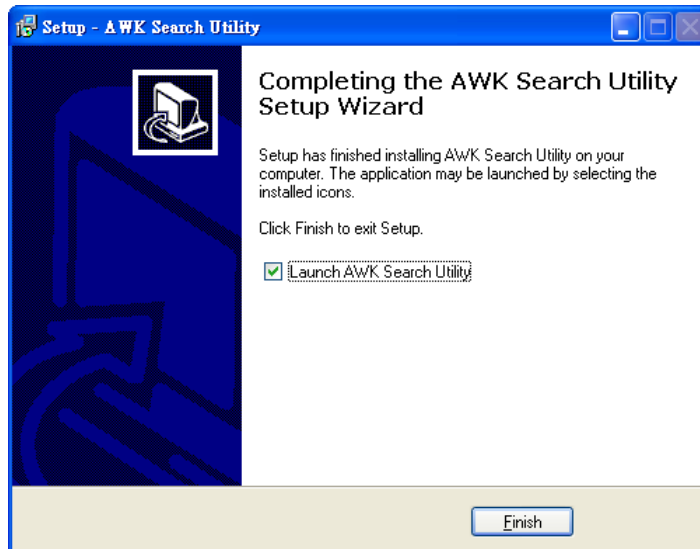 Setup - AWK Search Utility
Completing the AWK Search Utility
Setup Wizard
Setup has finished installing AWK Search Utility on your
computer. The application may be launched by selecting the
installed icons.
Click Finish to exit Setup.
Launch AWK Search Utility
Finish